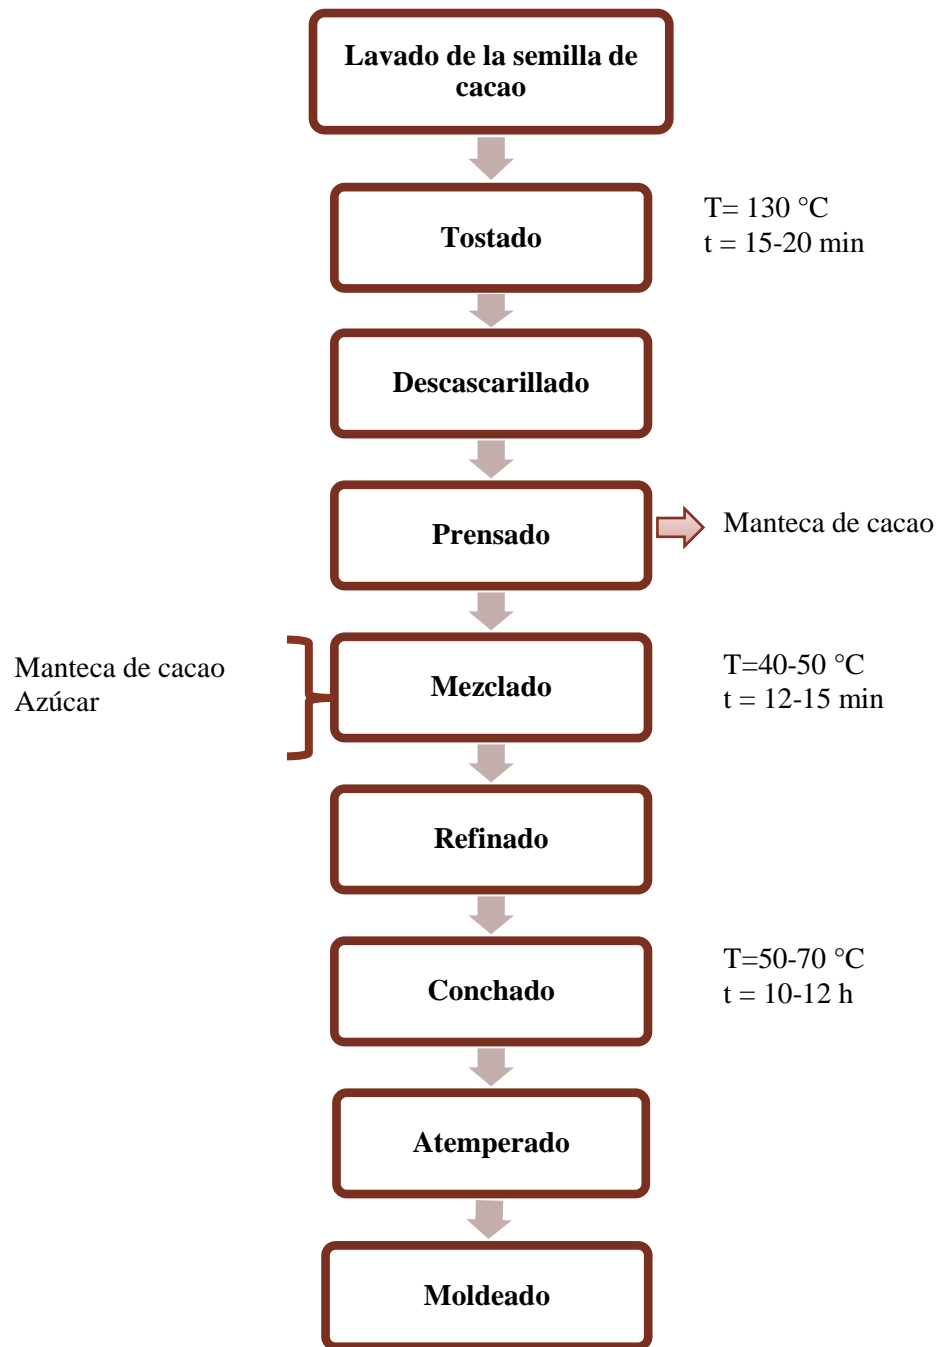 Lavado de la semilla de
cacao
Tostado
T= 130 °C
t = 15-20 min
Descascarillado
Prensado
Manteca de cacao
Manteca de cacao
Azúcar
Mezclado
T=40-50 °C
t = 12-15 min
Refinado
Conchado
T=50-70 °C
t = 10-12 h
Atemperado
Moldeado